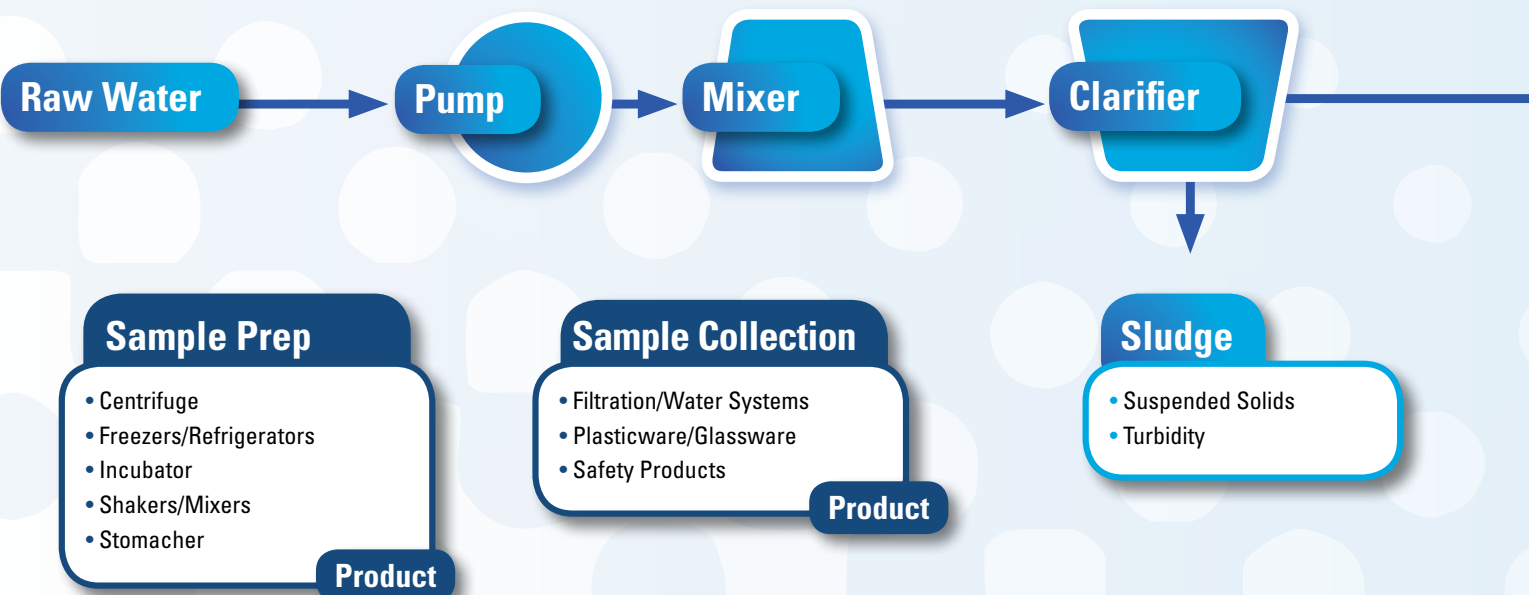 Raw Water
Pump
Mixer
Clarifier
Sample Prep
• Centrifuge
• Freezers/Refrigerators
• Incubator
• Shakers/Mixers
• Stomacher
Product
Sample Collection
• Filtration/Water Systems
• Plasticware/Glassware
• Safety Products
Product
Sludge
• Suspended Solids
• Turbidity